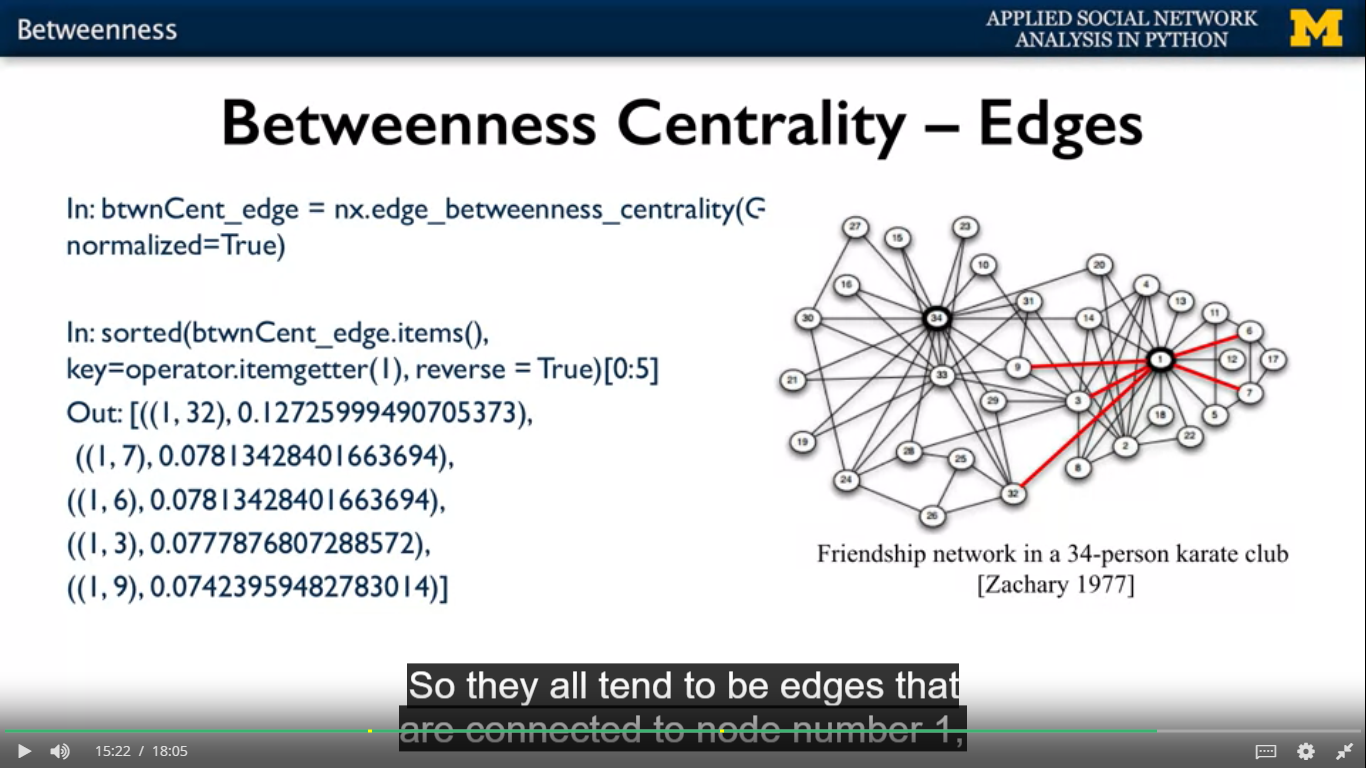 Betweenness
APPLIED SOCIAL NETWORK
ANALYSIS IN PYTHON
M
Betweenness Centrality – Edges
In: btwnCent_edge = nx.edge_betweenness_centrality(G
normalized=True)
In: sorted(btwnCent_edge.items(),
key=operator.itemgetter(1), reverse = True)[0:5]
Out: [((1, 32), 0.12725999490705373),
((1, 7), 0.07813428401663694),
((1, 6), 0.07813428401663694),
((1, 3), 0.0777876807288572),
((1, 9), 0.07423959482783014)]
27
15
23
10
20
16
31
4
13
30
34
14
11
6
9
1
12
17
21
33
29
3
7
18
5
19
28
25
2
22
24
8
32
26
Friendship network in a 34-person karate club
[Zachary 1977]
So they all tend to be edges that
are connected to node number 1,
15:22 / 18:05